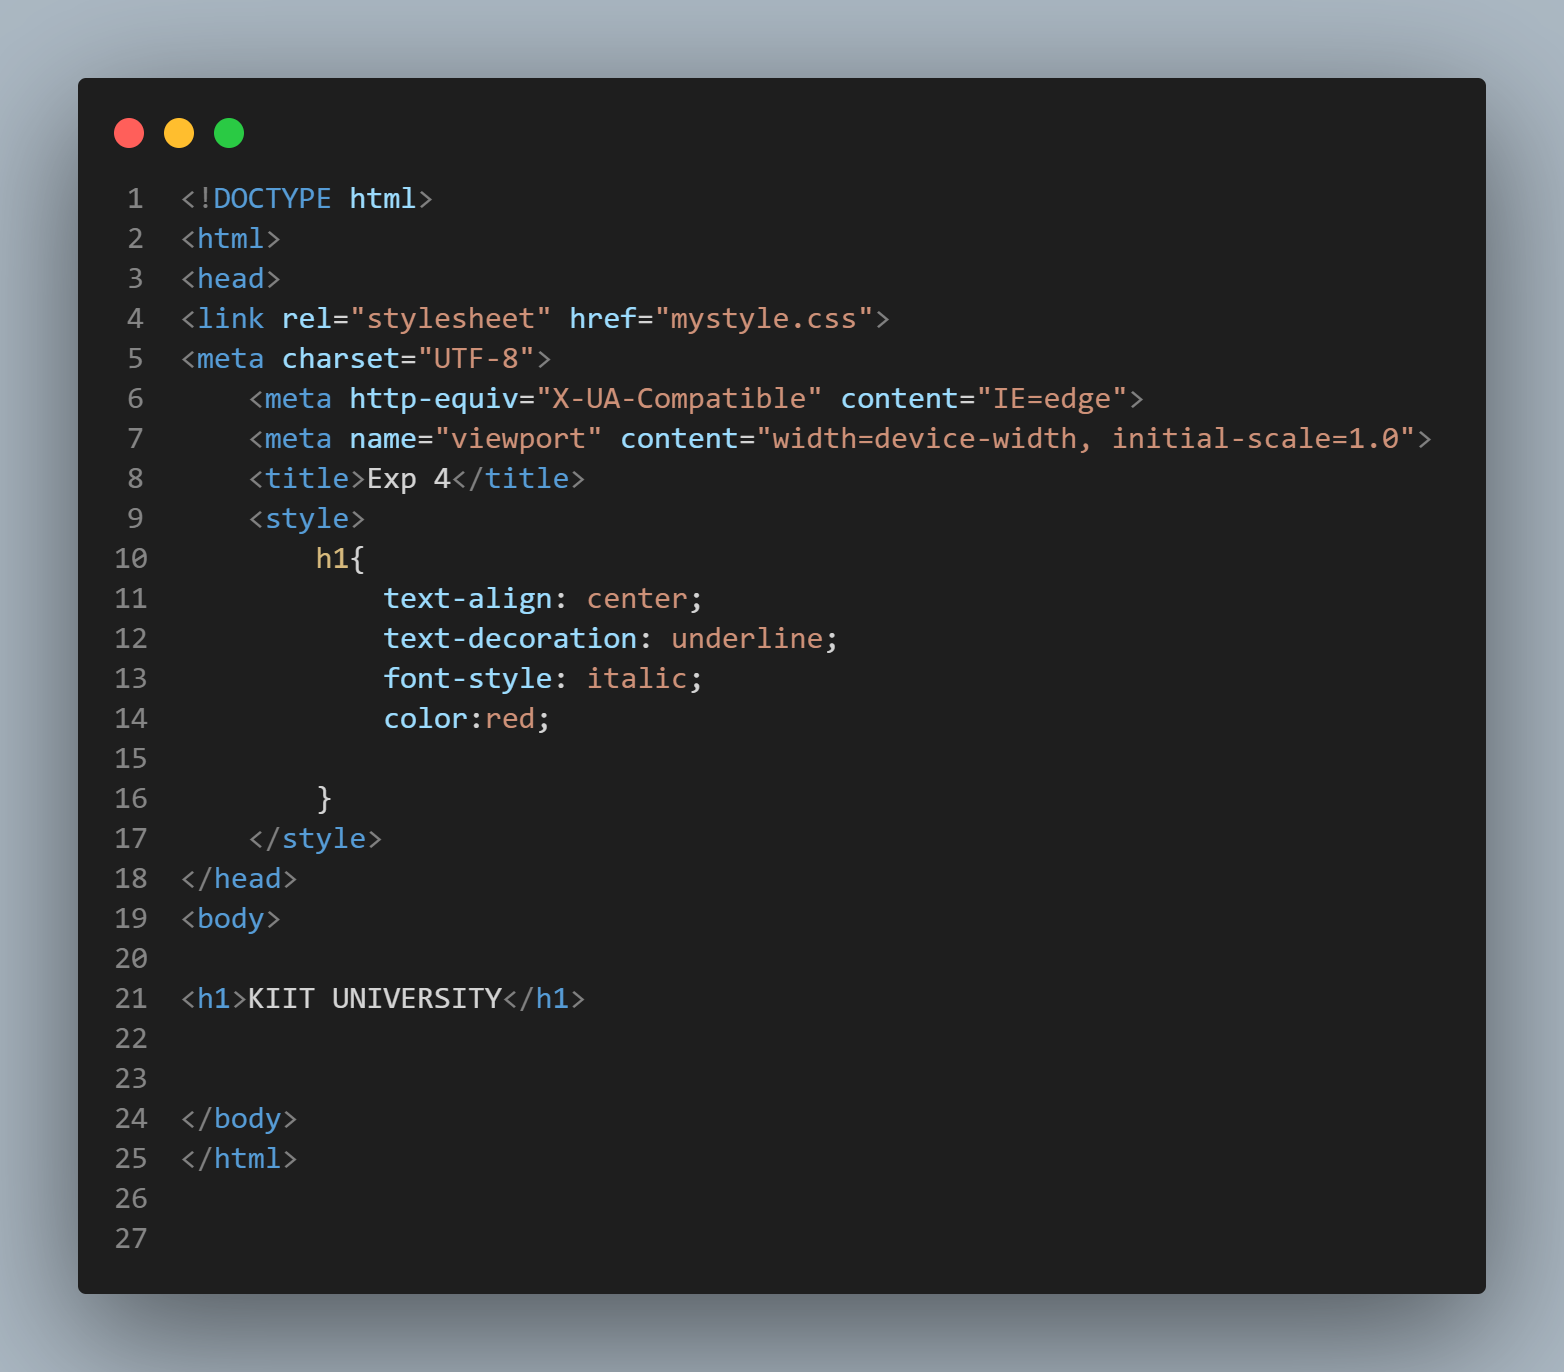 1 <!DOCTYPE html>
2 <html>
3 <head>
4 <link rel="stylesheet" href="mystyle.css">
5 <meta charset="UTF-8">
6     <meta http-equiv="X-UA-Compatible" content="IE=edge">
7     <meta name="viewport" content="width=device-width, initial-scale=1.0">
8     <title>Exp 4</title>
9     <style>
10         h1{
11             text-align: center;
12             text-decoration: underline;
13             font-style: italic;
14             color:red;
15
16         }
17     </style>
18 </head>
19 <body>
20
21 <h1>KIIT UNIVERSITY</h1>
22
23
24 </body>
25 </html>
26
27